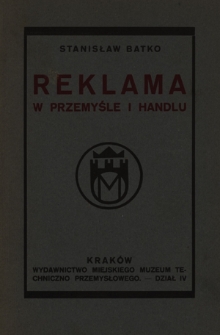 STANISŁAW BATKO
REKLAMA
W PRZEMYŚLE I HANDLU
KRAKÓW
WYDAWNICTWO MIEJSKIEGO MUZEUM TE-
CHNICZNO PRZEMYSŁOWEGO. — DZIAŁ IV